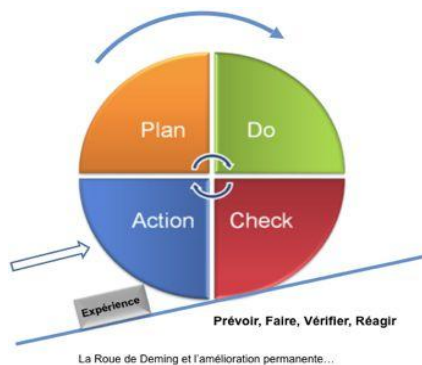 Plan
Do
Action
Check
Expérience
Prévoir, Faire, Vérifier, Réagir
La Roue de Deming et l'amélioration permanente…